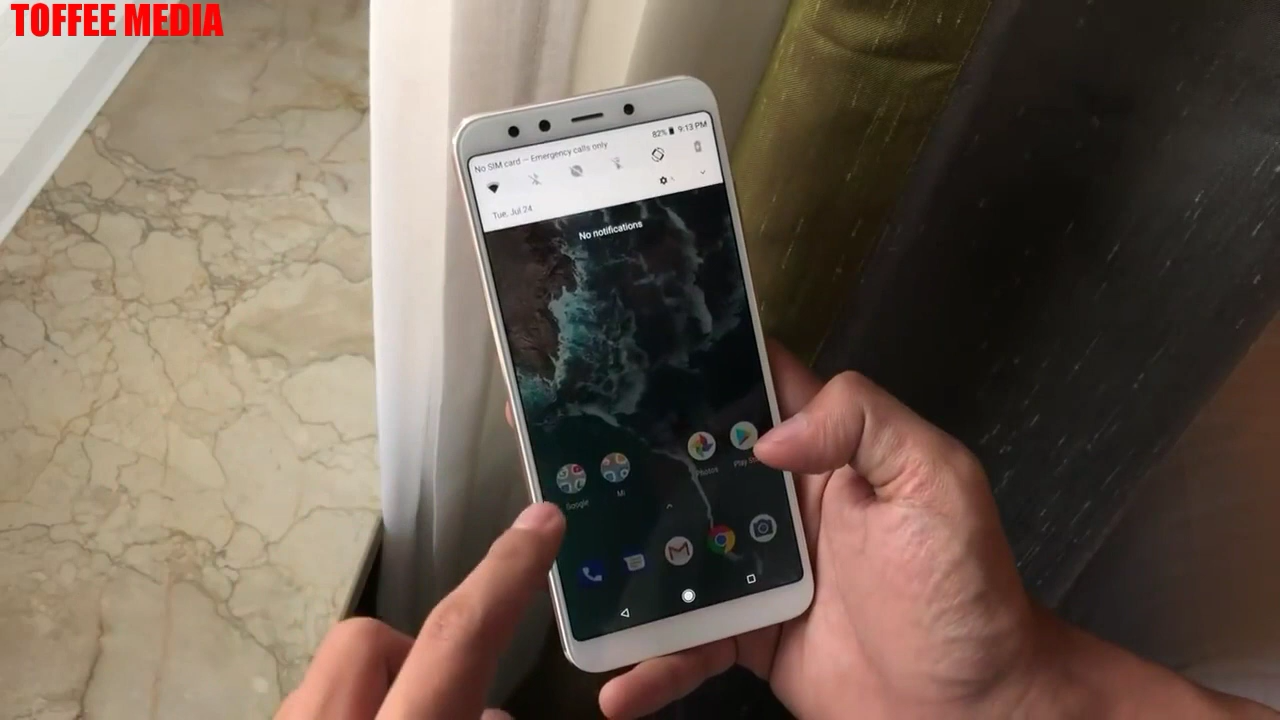 TOFFEE MEDIA
82% 9:13 PM
No SIM card — Emergency calls only
Tue, Jul 24
No notifications
Google
Mi
Photos
Play